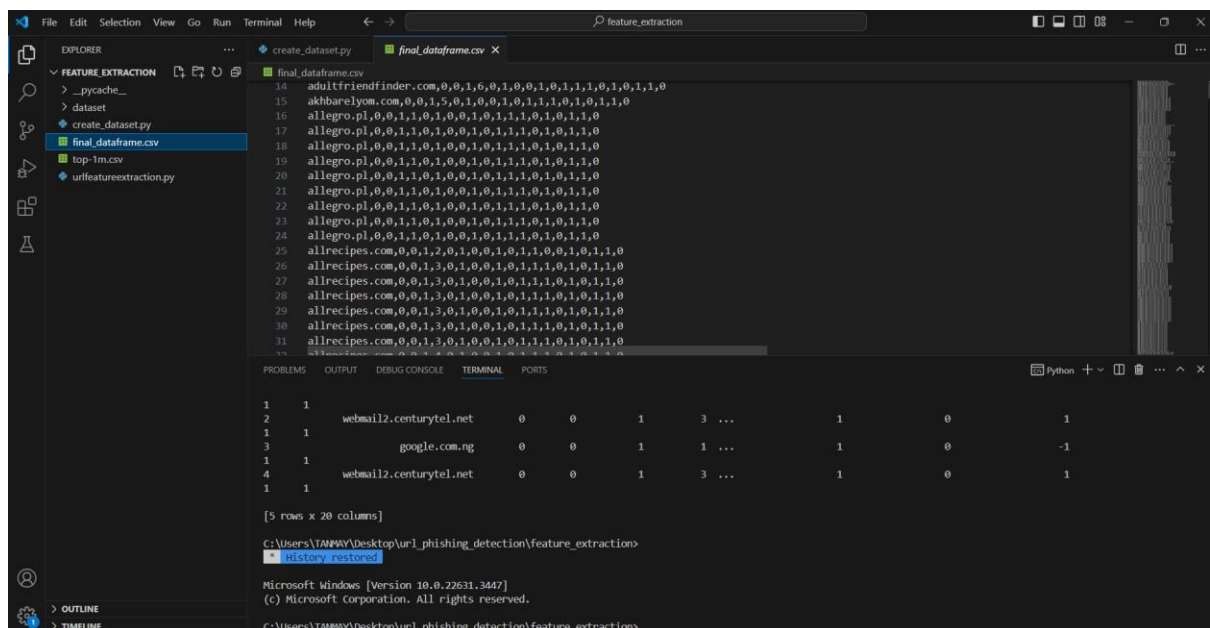 File Edit Selection View Go Run Terminal Help
feature_extraction
EXPLORER
FEATURE_EXTRACTION
__pycache__
dataset
create_dataset.py
final_dataframe.csv
top-1m.csv
urlfeatureextraction.py
OUTLINE
TIMELINE
create_dataset.py final_dataframe.csv
final_dataframe.csv
14 adultfriendfinder.com,0,0,1,6,0,1,0,0,1,0,1,1,1,0,1,0,1,1,0
15 akhbarelyom.com,0,0,1,5,0,1,0,0,1,0,1,1,1,0,1,0,1,1,0
16 allegro.pl,0,0,1,1,0,1,0,0,1,0,1,1,1,0,1,0,1,1,0
17 allegro.pl,0,0,1,1,0,1,0,0,1,0,1,1,1,0,1,0,1,1,0
18 allegro.pl,0,0,1,1,0,1,0,0,1,0,1,1,1,0,1,0,1,1,0
19 allegro.pl,0,0,1,1,0,1,0,0,1,0,1,1,1,0,1,0,1,1,0
20 allegro.pl,0,0,1,1,0,1,0,0,1,0,1,1,1,0,1,0,1,1,0
21 allegro.pl,0,0,1,1,0,1,0,0,1,0,1,1,1,0,1,0,1,1,0
22 allegro.pl,0,0,1,1,0,1,0,0,1,0,1,1,1,0,1,0,1,1,0
23 allegro.pl,0,0,1,1,0,1,0,0,1,0,1,1,1,0,1,0,1,1,0
24 allegro.pl,0,0,1,1,0,1,0,0,1,0,1,1,1,0,1,0,1,1,0
25 allrecipes.com,0,0,1,2,0,1,0,0,1,0,1,1,0,0,1,0,1,1,0
26 allrecipes.com,0,0,1,3,0,1,0,0,1,0,1,1,1,0,1,0,1,1,0
27 allrecipes.com,0,0,1,3,0,1,0,0,1,0,1,1,1,0,1,0,1,1,0
28 allrecipes.com,0,0,1,3,0,1,0,0,1,0,1,1,1,0,1,0,1,1,0
29 allrecipes.com,0,0,1,3,0,1,0,0,1,0,1,1,1,0,1,0,1,1,0
30 allrecipes.com,0,0,1,3,0,1,0,0,1,0,1,1,1,0,1,0,1,1,0
31 allrecipes.com,0,0,1,3,0,1,0,0,1,0,1,1,1,0,1,0,1,1,0
PROBLEMS OUTPUT DEBUG CONSOLE TERMINAL PORTS Python
1 1
2 webmail2.centurytel.net 0 0 1 3 ... 1 0 1
1 1
3 google.com.ng 0 0 1 1 ... 1 0 -1
1 1
4 webmail2.centurytel.net 0 0 1 3 ... 1 0 1
1 1
[5 rows x 20 columns]
C:\Users\TANMAY\Desktop\url_phishing_detection\feature_extraction>
* History restored
Microsoft Windows [Version 10.0.22631.3447]
(c) Microsoft Corporation. All rights reserved.
C:\Users\TANMAY\Desktop\url_phishing_detection\feature_extraction>